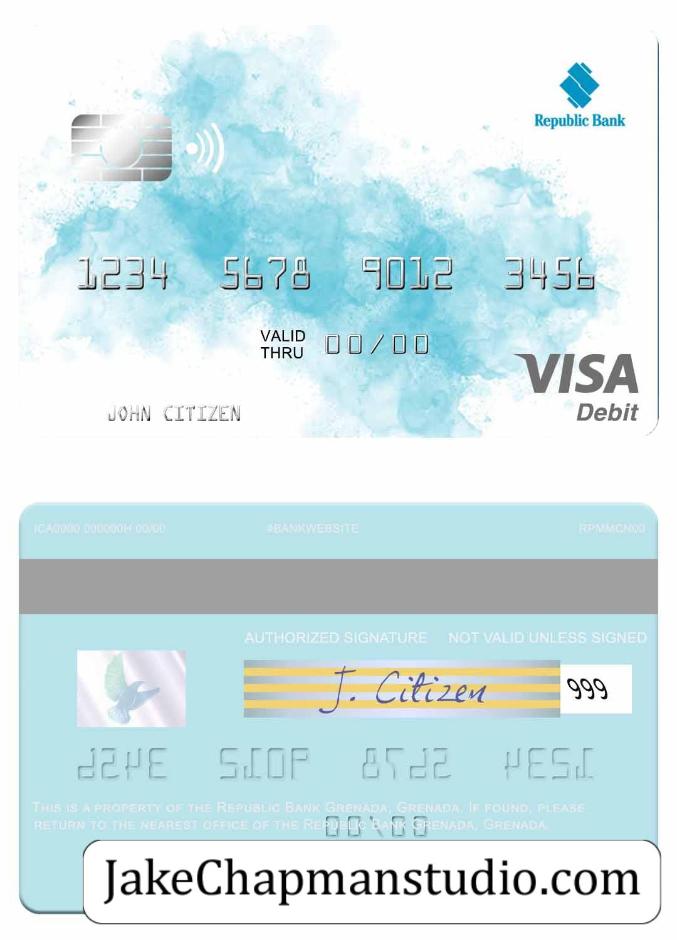 Republic Bank
1234 5678 9012 3456
VALID THRU 00/00
VISA
Debit
JOHN CITIZEN
ICA0000 000000H 00/00 #BANKWEBSITE RPMMCN00
AUTHORIZED SIGNATURE NOT VALID UNLESS SIGNED
J. Citizen 999
THIS IS A PROPERTY OF THE REPUBLIC BANK GRENADA, GRENADA. IF FOUND, PLEASE
RETURN TO THE NEAREST OFFICE OF THE REPUBLIC BANK GRENADA, GRENADA.
JakeChapmanstudio.com